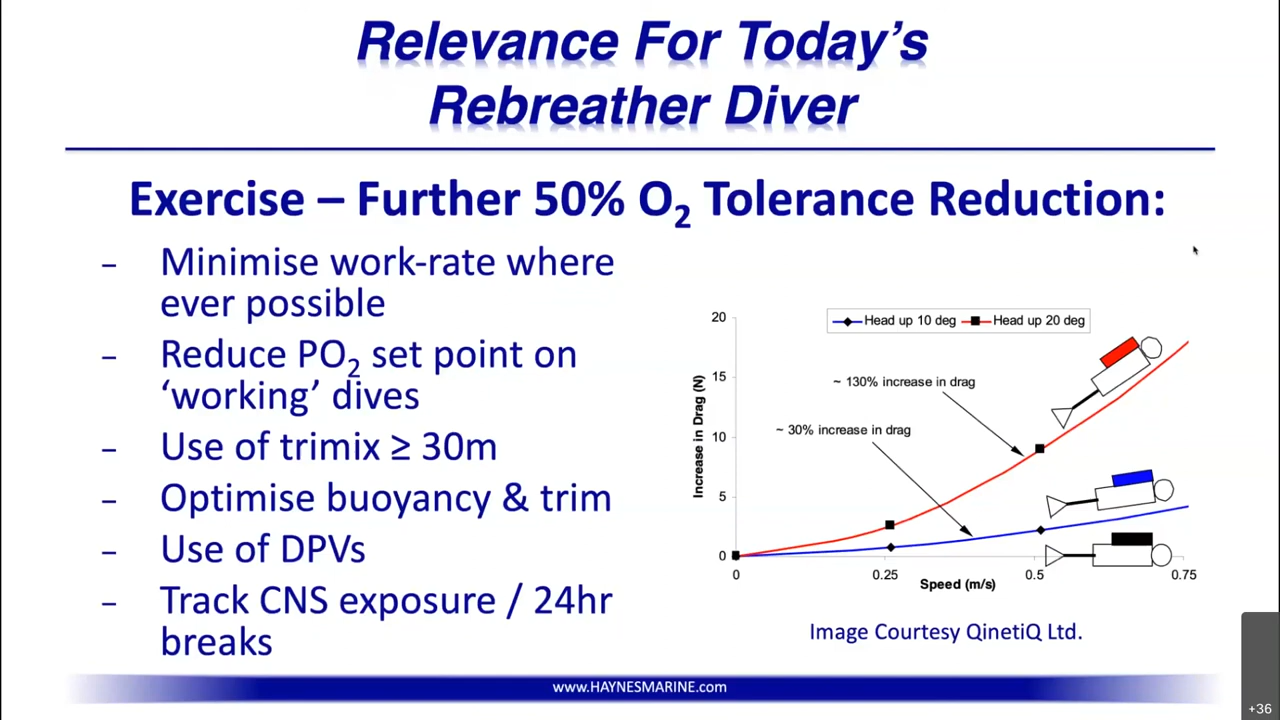 Relevance For Today’s
Rebreather Diver
Exercise – Further 50% O₂ Tolerance Reduction:
– Minimise work-rate where
ever possible
– Reduce PO₂ set point on
‘working’ dives
– Use of trimix ≥ 30m
– Optimise buoyancy & trim
– Use of DPVs
– Track CNS exposure / 24hr
breaks
Head up 10 deg Head up 20 deg
Increase in Drag (N)
20
15
10
5
0
~ 130% increase in drag
~ 30% increase in drag
0 0.25 0.5 0.75
Speed (m/s)
Image Courtesy QinetiQ Ltd.
www.HAYNESMARINE.com
+36